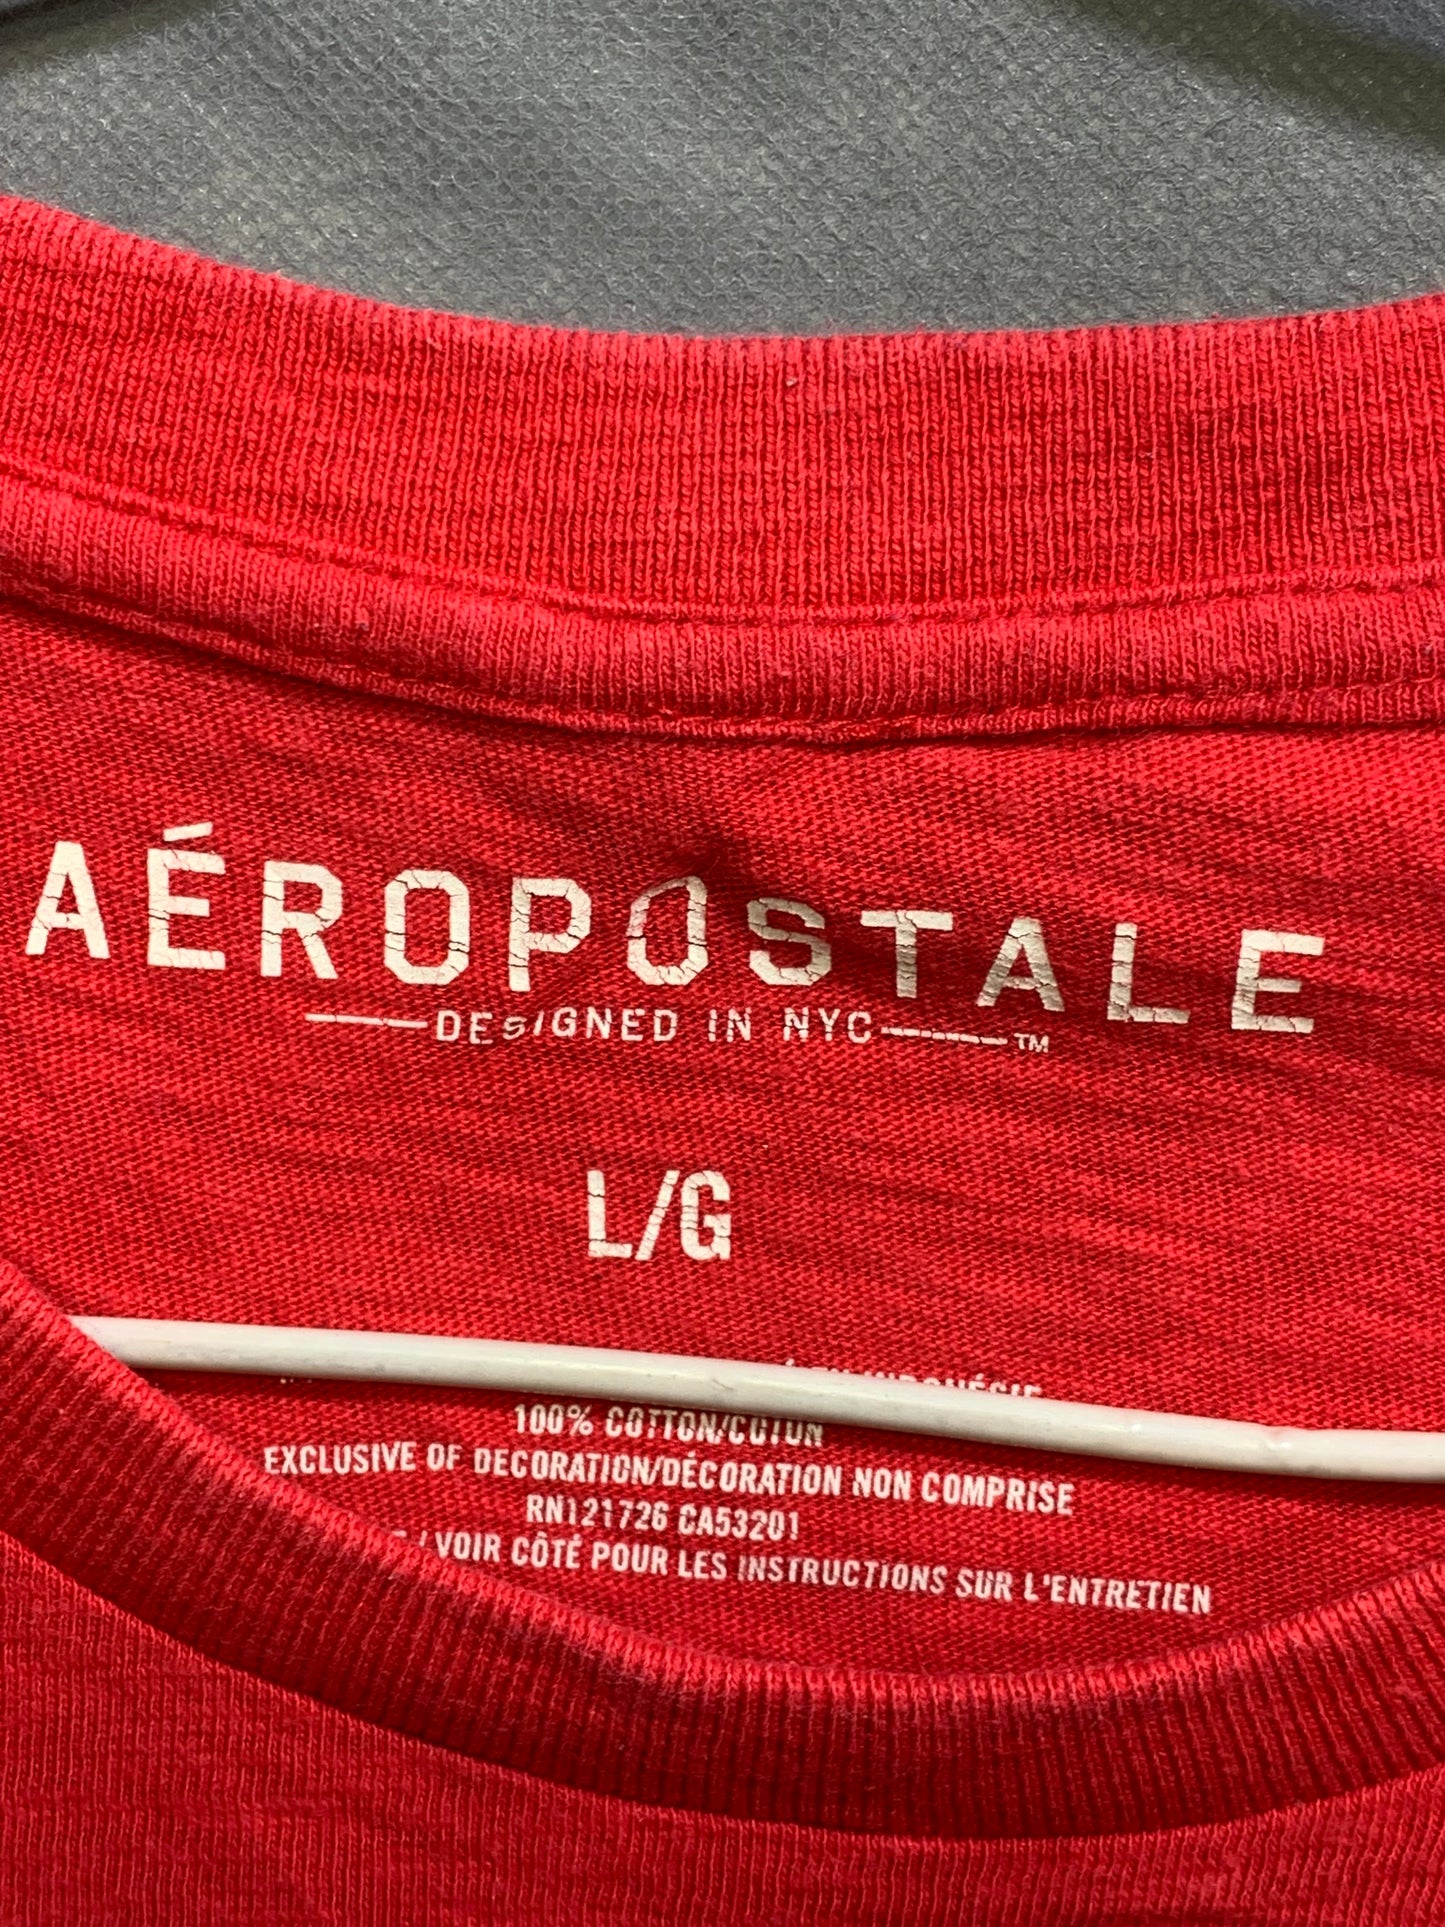 AÉROPOSTALE
DESIGNED IN NYC ™
L/G
INDONÉSIE
100% COTTON/COTON
EXCLUSIVE OF DECORATION/DÉCORATION NON COMPRISE
RN121726 CA53201
/ VOIR CÔTÉ POUR LES INSTRUCTIONS SUR L'ENTRETIEN